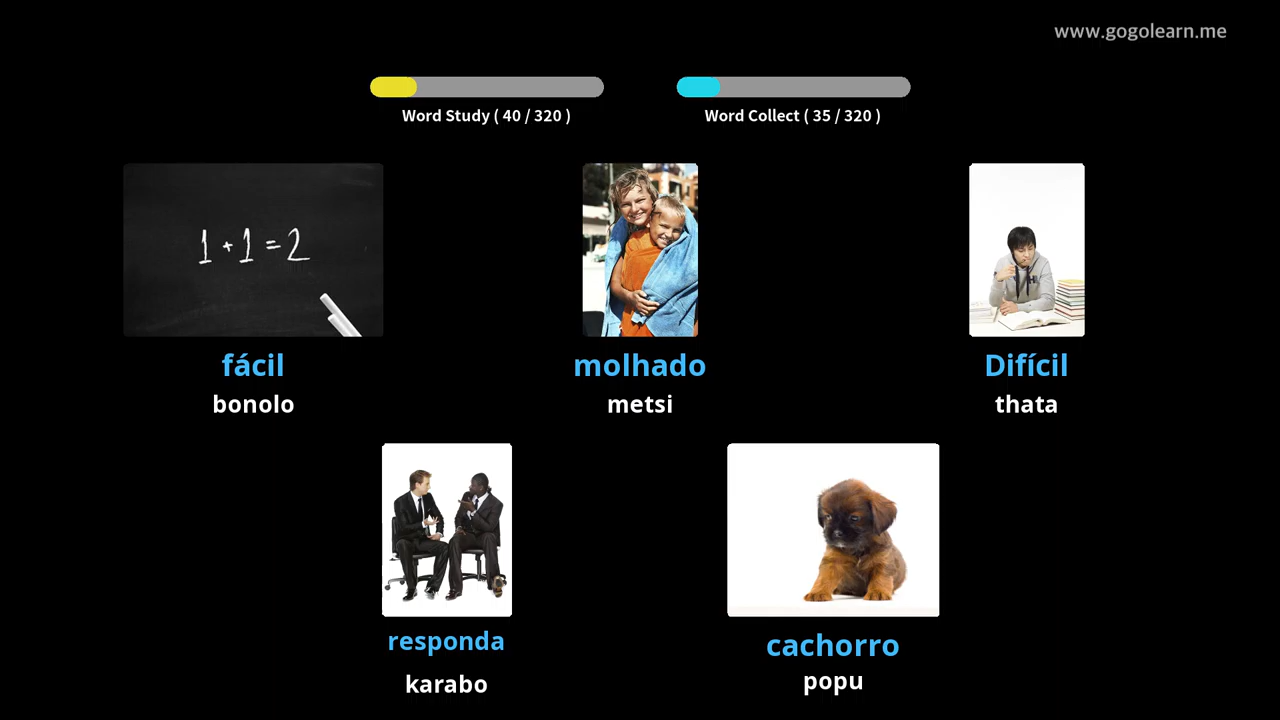 www.gogolearn.me
Word Study ( 40 / 320 )
Word Collect ( 35 / 320 )
1 + 1 = 2
fácil
bonolo
molhado
metsi
Difícil
thata
responda
karabo
cachorro
popu